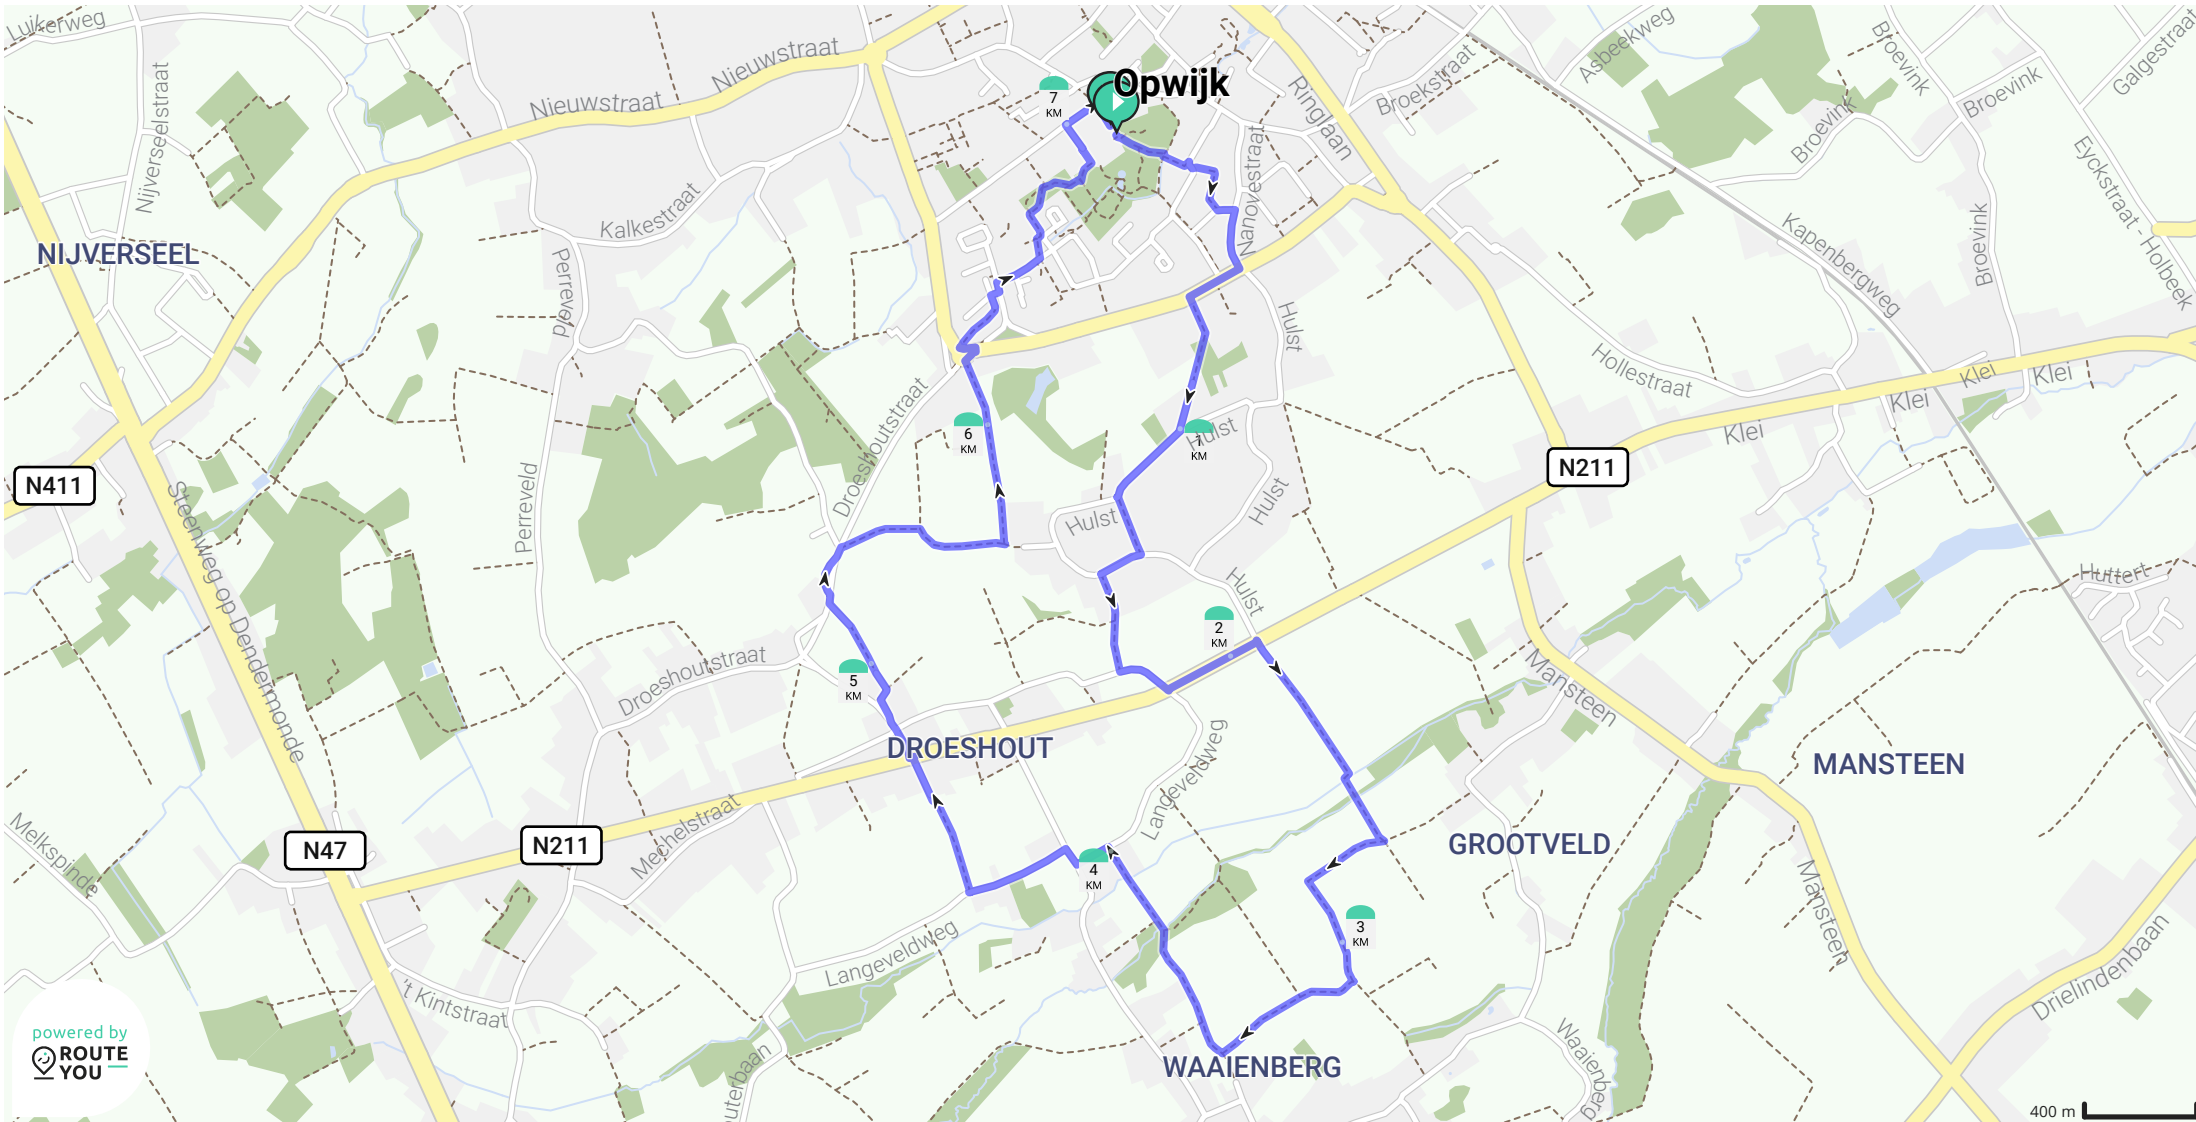 Luikerweg
Nieuwstraat
Nieuwstraat
Nijverseelstraat
7
KM
Opwijk
Ringlaan
Broekstraat
Asbeekweg
Broevink
Broevink
Broevink
Galgestraat
Eyckstraat - Holbeek
Nanovestraat
Kalkestraat
NIJVERSEEL
Perreveld
Kapenbergweg
Broevink
Hulst
Hollestraat
Klei
Klei
Klei
Klei
Droeshoutstraat
6
KM
Hulst
1
KM
N411
N211
Steenweg op Dendermonde
Perreveld
Hulst
Hulst
Hulst
Huttert
2
KM
Droeshoutstraat
5
KM
Mansteen
DROESHOUT
Langeveldweg
MANSTEEN
Melkspinde
N47
N211
Mechelstraat
4
KM
GROOTVELD
Mansteen
3
KM
Langeveldweg
Drielindenbaan
't Kintstraat
powered by
ROUTE
YOU
uterbaan
WAAIENBERG
Waaienberg
400 m